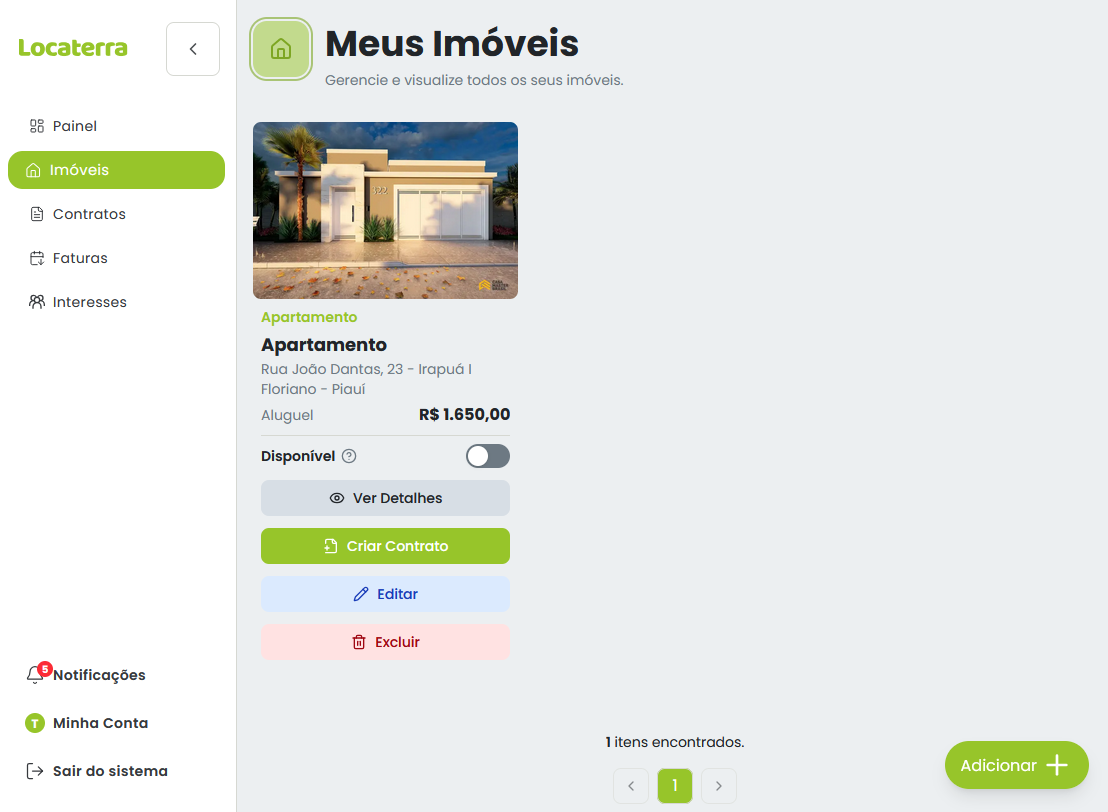 Locaterra
Painel
Imóveis
Contratos
Faturas
Interesses
5
Notificações
T
Minha Conta
Sair do sistema
Meus Imóveis
Gerencie e visualize todos os seus imóveis.
322
Apartamento
Apartamento
Rua João Dantas, 23 - Irapuá I
Floriano - Piauí
Aluguel R$ 1.650,00
Disponível
Ver Detalhes
Criar Contrato
Editar
Excluir
1 itens encontrados.
1
Adicionar